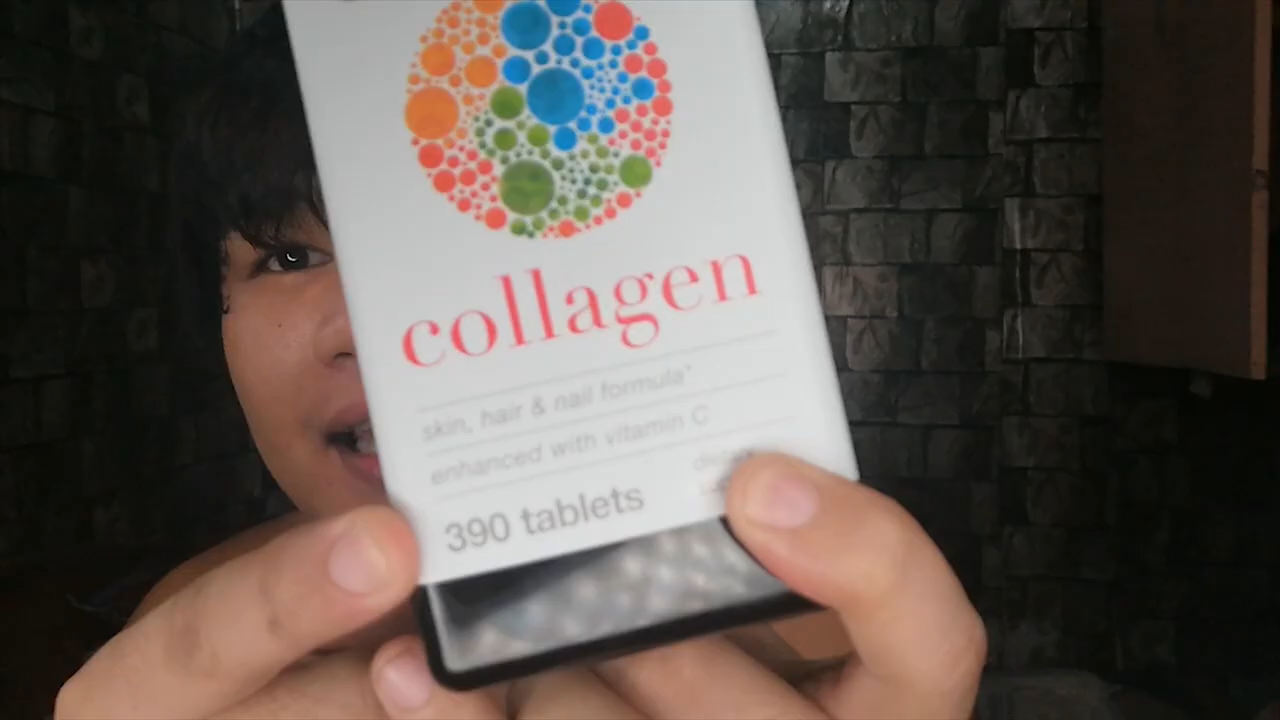 collagen
skin, hair & nail formula*
enhanced with vitamin C
390 tablets